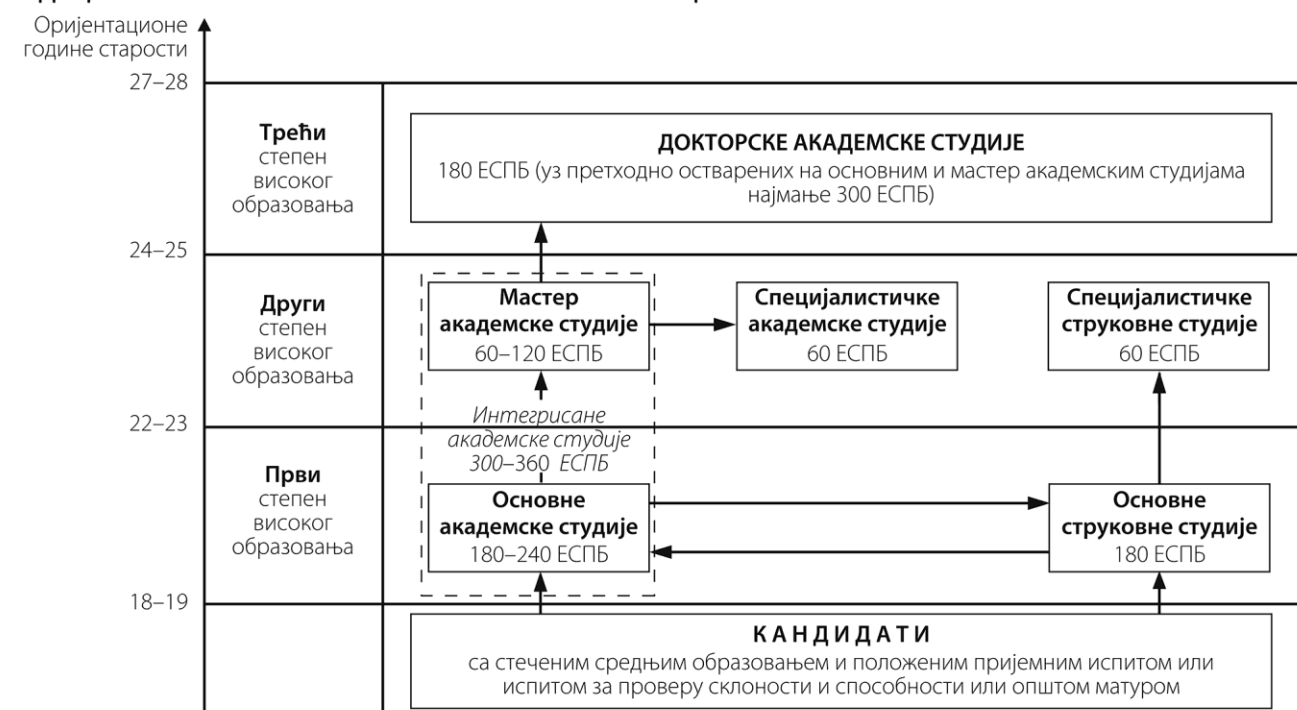 Оријентационе
године старости
27–28
Трећи
степен
високог
образовања
ДОКТОРСКЕ АКАДЕМСКЕ СТУДИЈЕ
180 ЕСПБ (уз претходно остварених на основним и мастер академским студијама
најмање 300 ЕСПБ)
24–25
Други
степен
високог
образовања
Мастер
академске студије
60–120 ЕСПБ
Специјалистичке
академске студије
60 ЕСПБ
Специјалистичке
струковне студије
60 ЕСПБ
22–23
Интегрисане
академске студије
300–360 ЕСПБ
Први
степен
високог
образовања
Основне
академске студије
180–240 ЕСПБ
Основне
струковне студије
180 ЕСПБ
18–19
КАНДИДАТИ
са стеченим средњим образовањем и положеним пријемним испитом или
испитом за проверу склоности и способности или општом матуром